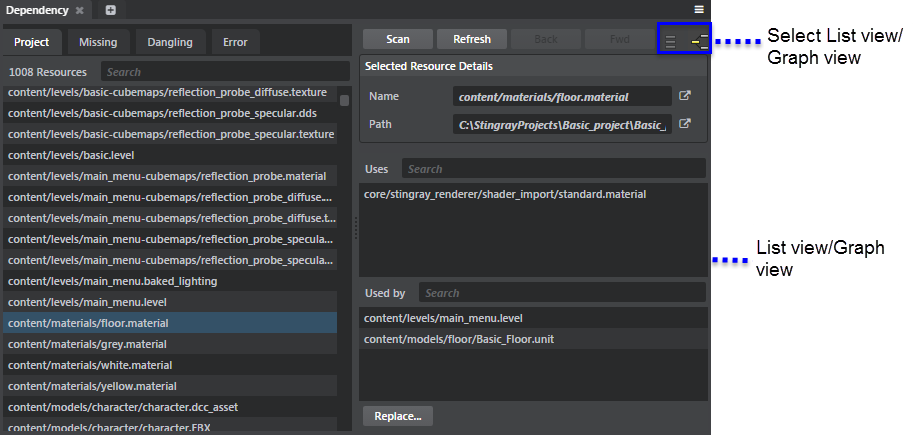 Dependency
Project
Missing
Dangling
Error
1008 Resources
Search
content/levels/basic-cubemaps/reflection_probe_diffuse.texture
content/levels/basic-cubemaps/reflection_probe_specular.dds
content/levels/basic-cubemaps/reflection_probe_specular.texture
content/levels/basic.level
content/levels/main_menu-cubemaps/reflection_probe.material
content/levels/main_menu-cubemaps/reflection_probe_diffuse....
content/levels/main_menu-cubemaps/reflection_probe_diffuse.t...
content/levels/main_menu-cubemaps/reflection_probe_specula...
content/levels/main_menu-cubemaps/reflection_probe_specula...
content/levels/main_menu.baked_lighting
content/levels/main_menu.level
content/materials/floor.material
content/materials/grey.material
content/materials/white.material
content/materials/yellow.material
content/models/character/character.dcc_asset
content/models/character/character.FBX
Scan
Refresh
Back
Fwd
Selected Resource Details
Name
content/materials/floor.material
Path
C:\StingrayProjects\Basic_project\Basic_
Uses
Search
core/stingray_renderer/shader_import/standard.material
Used by
Search
content/levels/main_menu.level
content/models/floor/Basic_Floor.unit
Replace...
Select List view/
Graph view
List view/Graph
view